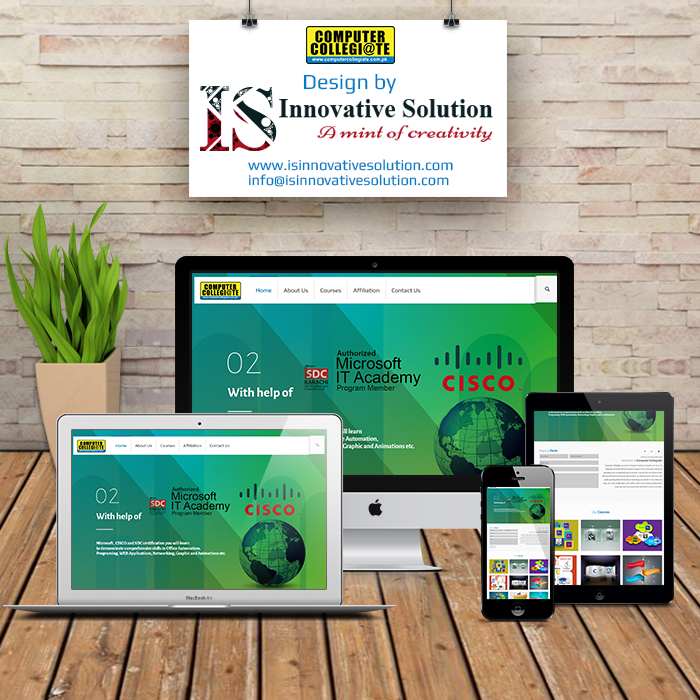 COMPUTER
COLLEGI@TE
www.computercollegiate.com.pk
Design by
IS Innovative Solution
A mint of creativity
www.isinnovativesolution.com
info@isinnovativesolution.com
COMPUTER
COLLEGI@TE
Home About Us Courses Affiliation Contact Us
02
With help of
SDC
KARACHI
Authorized
Microsoft
IT Academy
Program Member
CISCO
will learn
e Automation,
Graphic and Animations etc.
COMPUTER
COLLEGI@TE
Home About Us Courses Affiliation Contact Us
02
With help of
SDC
Authorized
Microsoft
IT Academy
Program Member
CISCO
Microsoft, CISCO and SDC certification you will learn
to demonstrate comprehensive skills in Office Automation,
Programing, WEB Applications, Networking, Graphic and Animations etc
MacBook Air
Our Courses